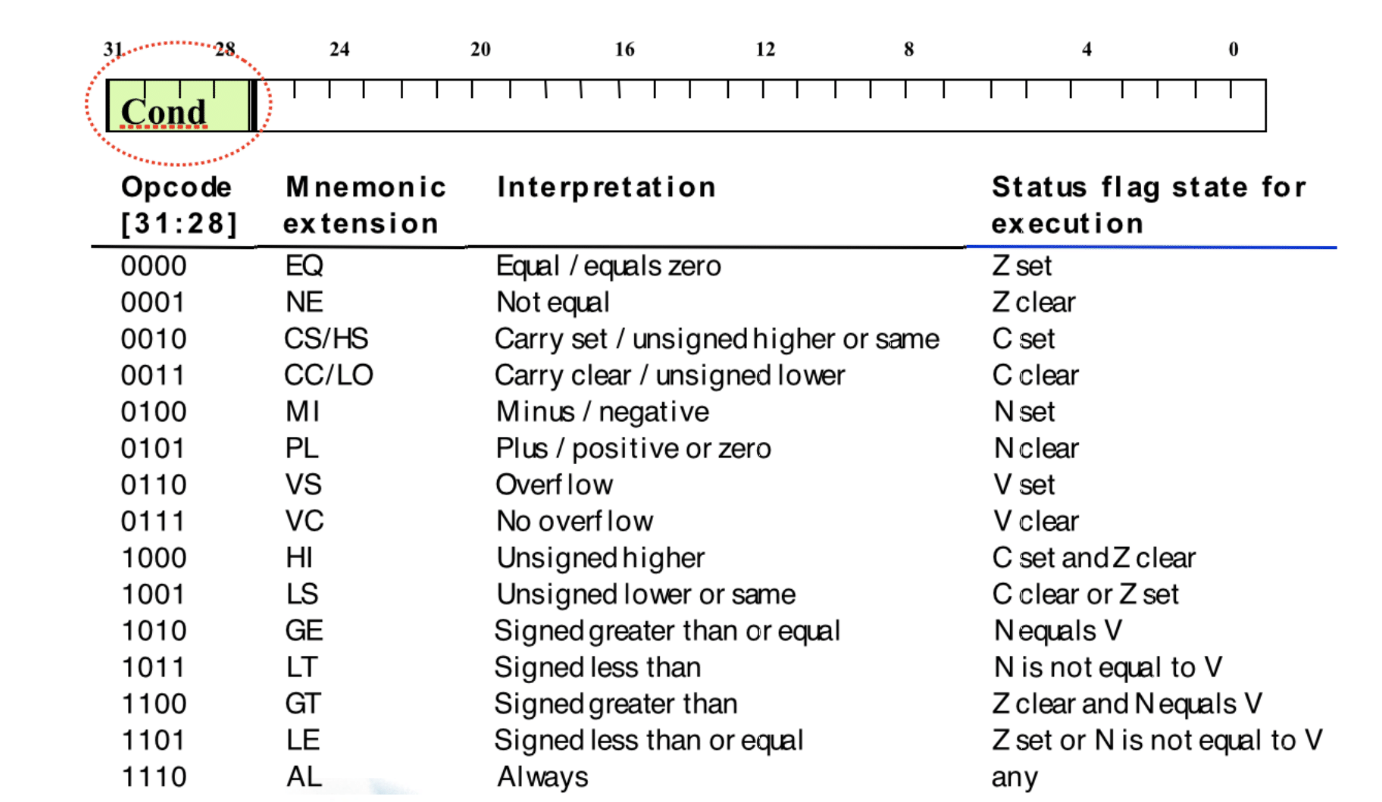 31 28 24 20 16 12 8 4 0
Cond
Opcode Mnemonic Interpretation Status flag state for
[31:28] extension execution
0000 EQ Equal / equals zero Z set
0001 NE Not equal Z clear
0010 CS/HS Carry set / unsigned higher or same C set
0011 CC/LO Carry clear / unsigned lower C clear
0100 MI Minus / negative N set
0101 PL Plus / positive or zero N clear
0110 VS Overflow V set
0111 VC No overflow V clear
1000 HI Unsigned higher C set and Z clear
1001 LS Unsigned lower or same C clear or Z set
1010 GE Signed greater than or equal N equals V
1011 LT Signed less than N is not equal to V
1100 GT Signed greater than Z clear and N equals V
1101 LE Signed less than or equal Z set or N is not equal to V
1110 AL Always any